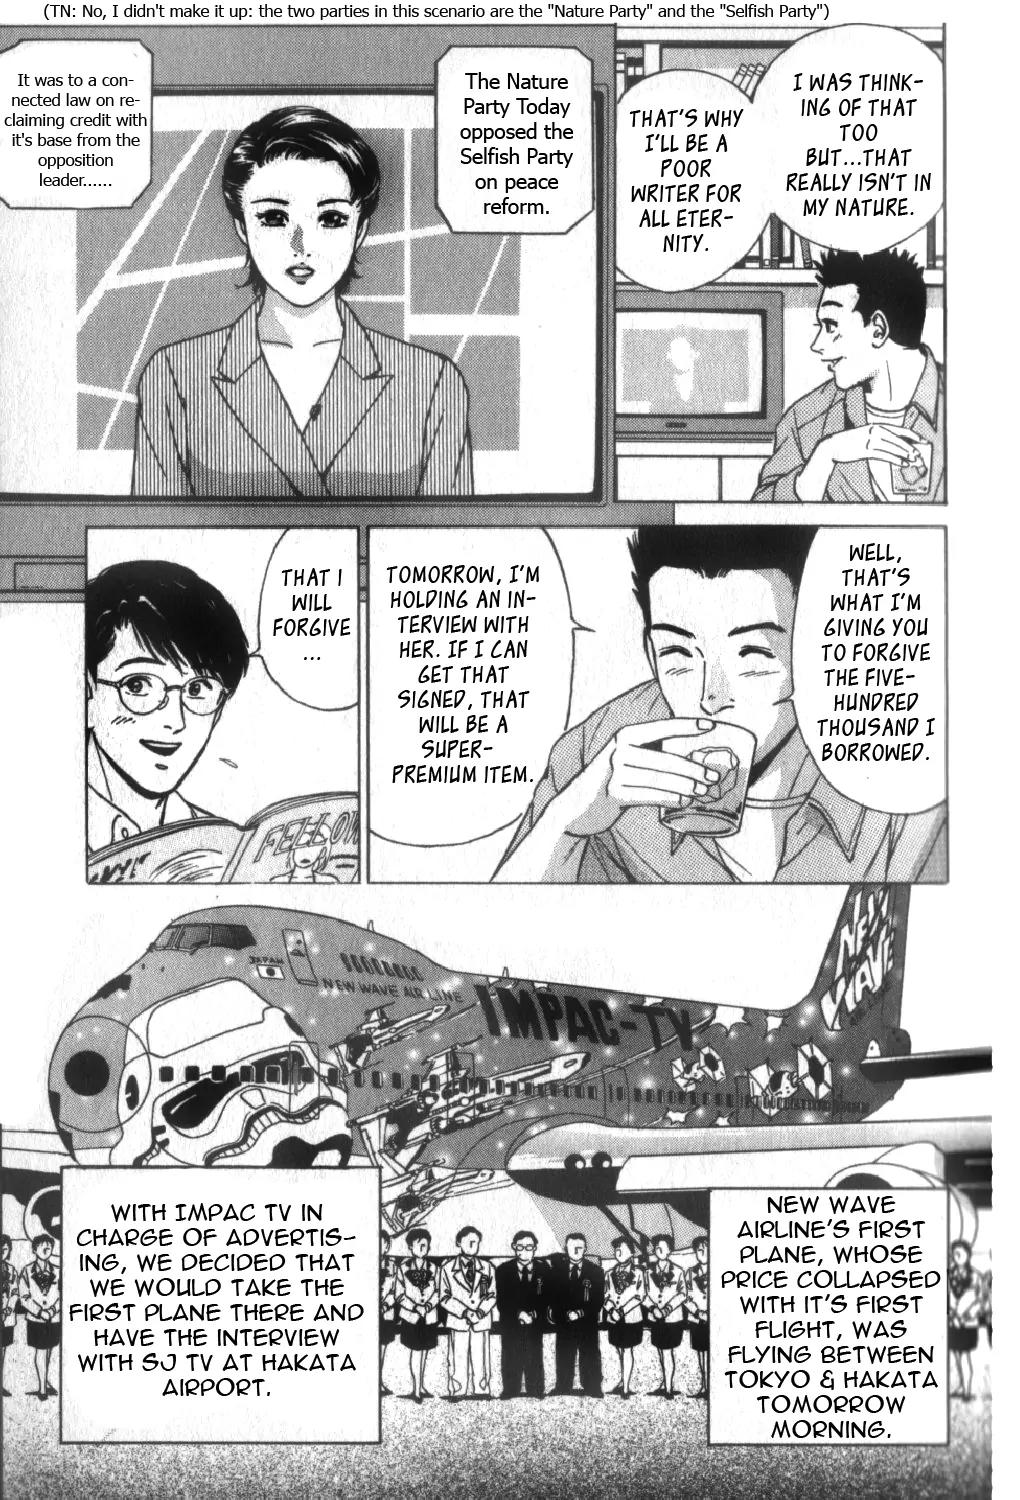 (TN: No, I didn't make it up: the two parties in this scenario are the "Nature Party" and the "Selfish Party")
I WAS THINK-
ING OF THAT
TOO
BUT...THAT
REALLY ISN'T IN
MY NATURE.
THAT'S WHY
I'LL BE A
POOR
WRITER FOR
ALL ETER-
NITY.
The Nature
Party Today
opposed the
Selfish Party
on peace
reform.
It was to a con-
nected law on re-
claiming credit with
it's base from the
opposition
leader......
WELL,
THAT'S
WHAT I'M
GIVING YOU
TO FORGIVE
THE FIVE-
HUNDRED
THOUSAND I
BORROWED.
TOMORROW, I'M
HOLDING AN IN-
TERVIEW WITH
HER. IF I CAN
GET THAT
SIGNED, THAT
WILL BE A
SUPER-
PREMIUM ITEM.
THAT I
WILL
FORGIVE
...
FELLOW
JAPAN
NEW WAVE AIR LINE
IMPAC-TV
NEW
WAVE
NEW WAVE
AIRLINE'S FIRST
PLANE, WHOSE
PRICE COLLAPSED
WITH IT'S FIRST
FLIGHT, WAS
FLYING BETWEEN
TOKYO & HAKATA
TOMORROW
MORNING.
WITH IMPAC TV IN
CHARGE OF ADVERTIS-
ING, WE DECIDED THAT
WE WOULD TAKE THE
FIRST PLANE THERE AND
HAVE THE INTERVIEW
WITH SJ TV AT HAKATA
AIRPORT.